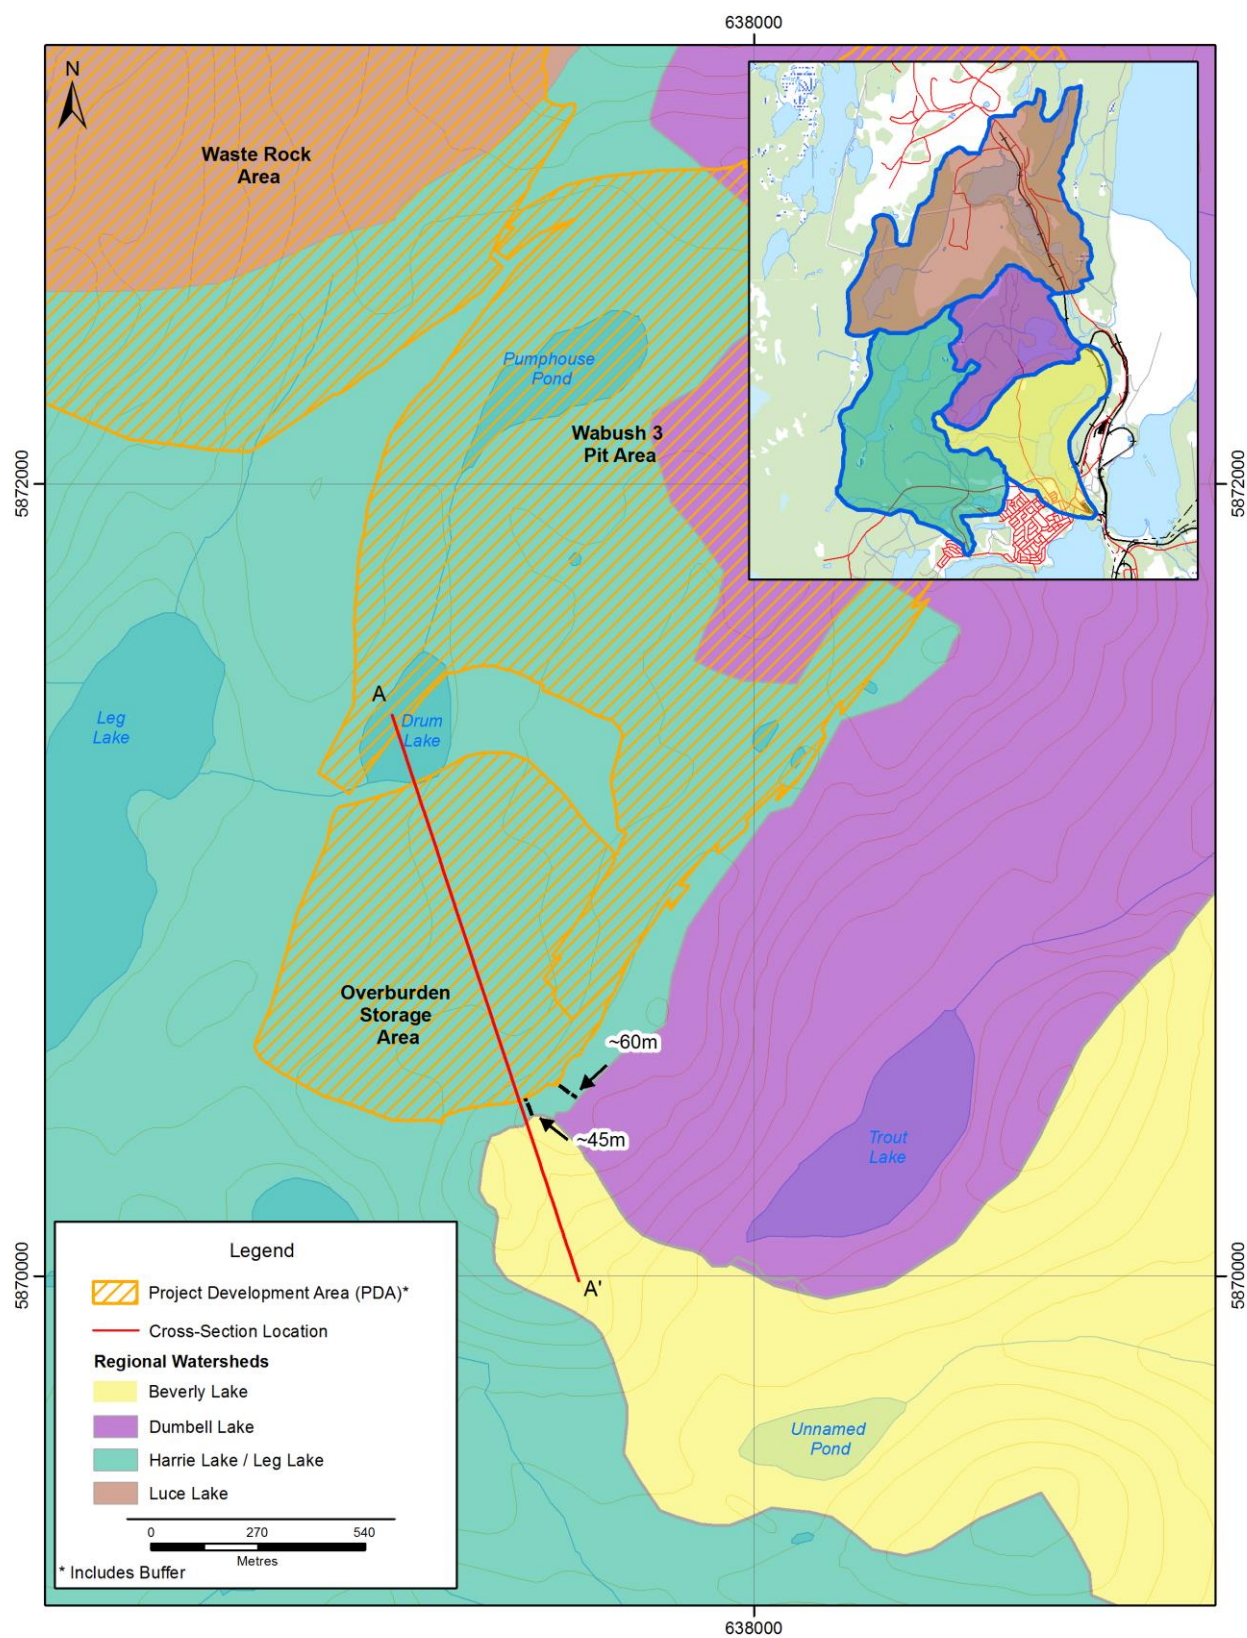 638000
N
Waste Rock
Area
Pumphouse
Pond
Wabush 3
Pit Area
5872000
5872000
A
Leg
Lake
Drum
Lake
Overburden
Storage
Area
~60m
~45m
Trout
Lake
5870000
5870000
A'
Unnamed
Pond
Legend
Project Development Area (PDA)*
Cross-Section Location
Regional Watersheds
Beverly Lake
Dumbell Lake
Harrie Lake / Leg Lake
Luce Lake
0 270 540
Metres
* Includes Buffer
638000